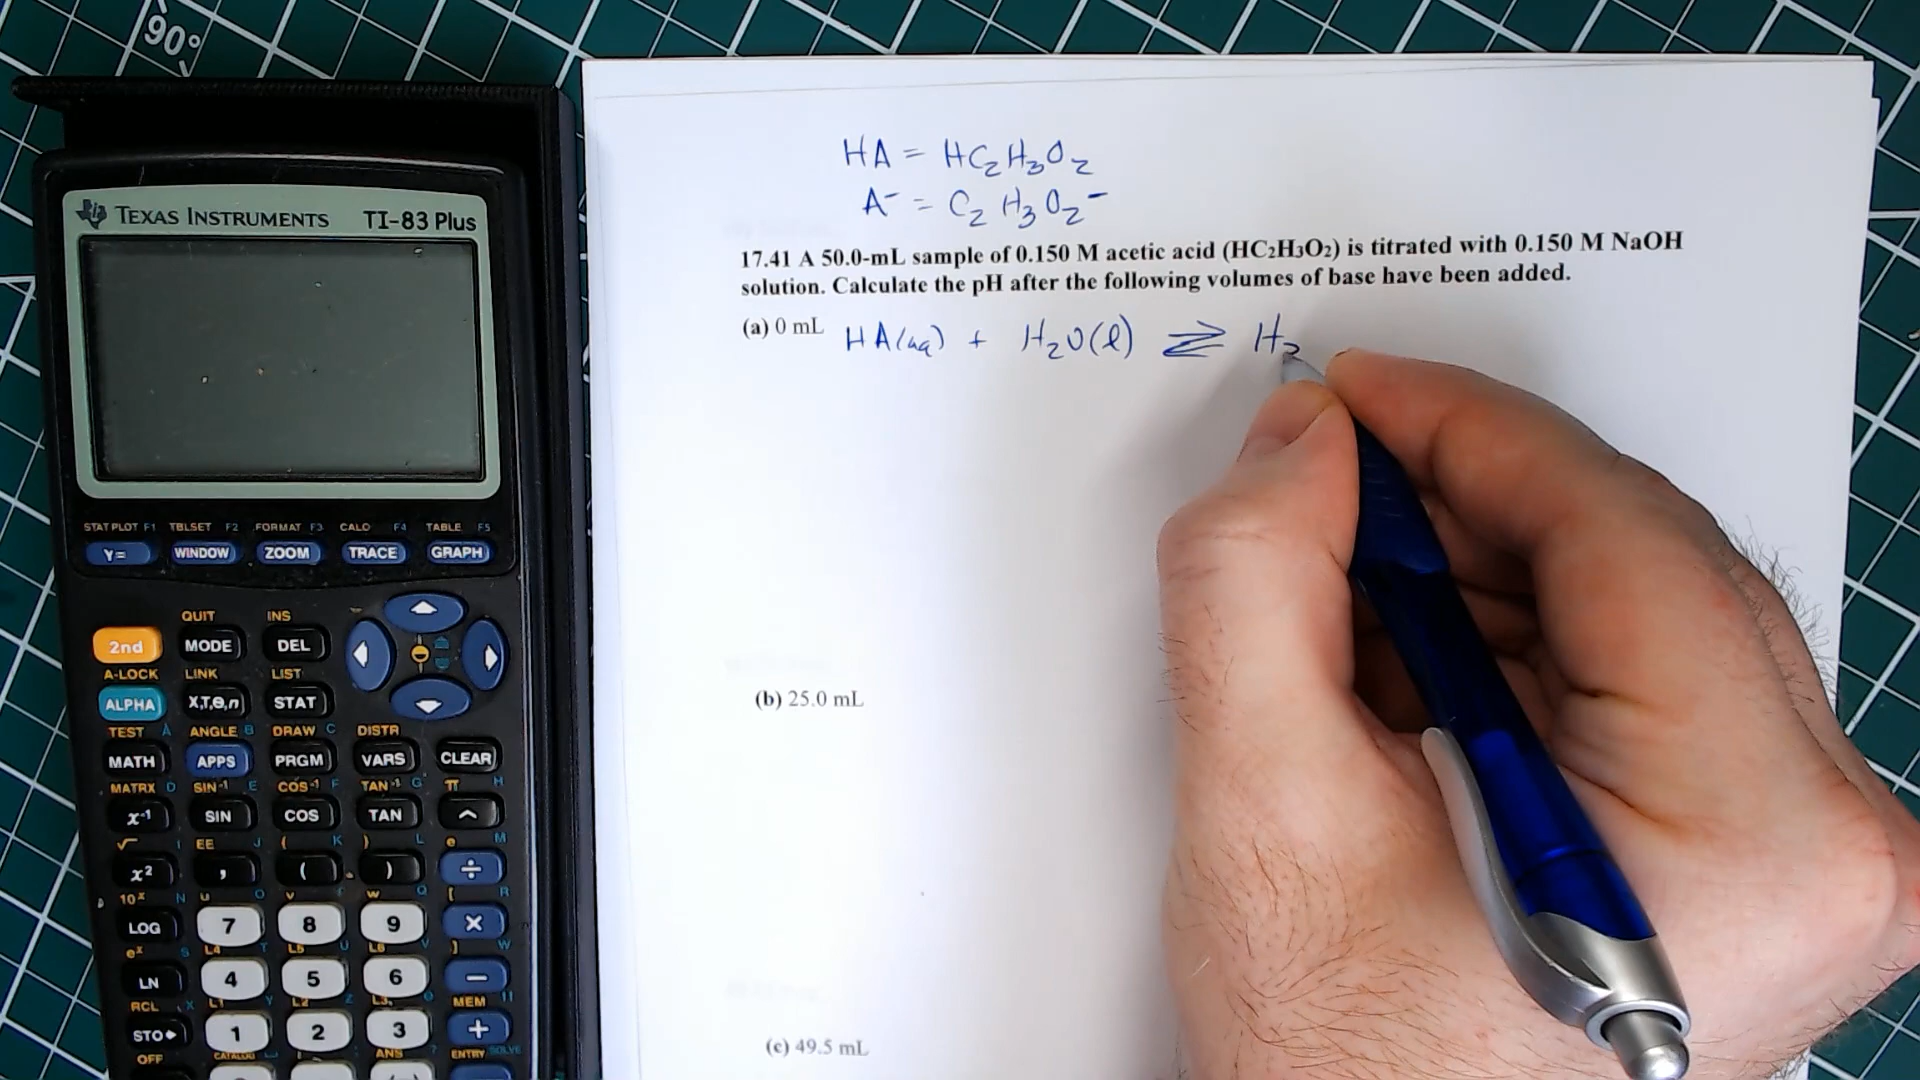 90°
TEXAS INSTRUMENTS TI-83 Plus
STAT PLOT F1 TBLSET F2 FORMAT F3 CALC F4 TABLE F5
Y= WINDOW ZOOM TRACE GRAPH
QUIT INS
2nd MODE DEL
A-LOCK LINK LIST
ALPHA X,T,Θ,n STAT
TEST A ANGLE B DRAW C DISTR
MATH APPS PRGM VARS CLEAR
MATRX D SIN⁻¹ E COS⁻¹ F TAN⁻¹ G π H
x⁻¹ SIN COS TAN ^
√ I EE J { K } L e M
x² , ( ) ÷
10ˣ N u O v P w Q [ R
LOG 7 8 9 ×
eˣ S L4 T L5 U L6 V ] W
LN 4 5 6 −
RCL X L1 Y L2 Z L3 Θ MEM "
STO► 1 2 3 +
OFF CATALOG ANS ? ENTRY SOLVE
HA = HC₂H₃O₂
A⁻ = C₂H₃O₂⁻
17.41 A 50.0-mL sample of 0.150 M acetic acid (HC2H3O2) is titrated with 0.150 M NaOH
solution. Calculate the pH after the following volumes of base have been added.
(a) 0 mL HA(aq) + H₂O(l) ⇌ H₃
(b) 25.0 mL
(c) 49.5 mL